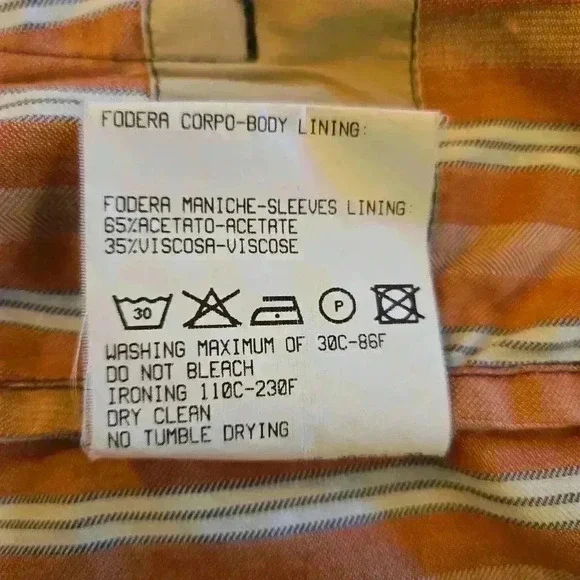 FODERA CORPO-BODY LINING:
FODERA MANICHE-SLEEVES LINING:
65%ACETATO-ACETATE
35%VISCOSA-VISCOSE
30 P
WASHING MAXIMUM OF 30C-86F
DO NOT BLEACH
IRONING 110C-230F
DRY CLEAN
NO TUMBLE DRYING